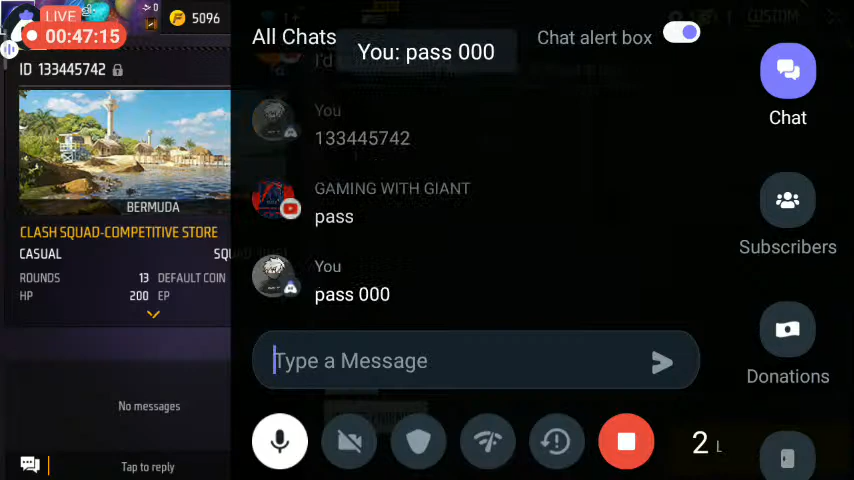 LIVE
00:47:15
5096
ID 133445742
BERMUDA
CLASH SQUAD-COMPETITIVE STORE
CASUAL
ROUNDS 13 DEFAULT COIN
HP 200 EP
No messages
Tap to reply
All Chats
You: pass 000
Chat alert box
CUSTOM
You
133445742
GAMING WITH GIANT
pass
You
pass 000
Type a Message
Chat
Subscribers
Donations
2 L